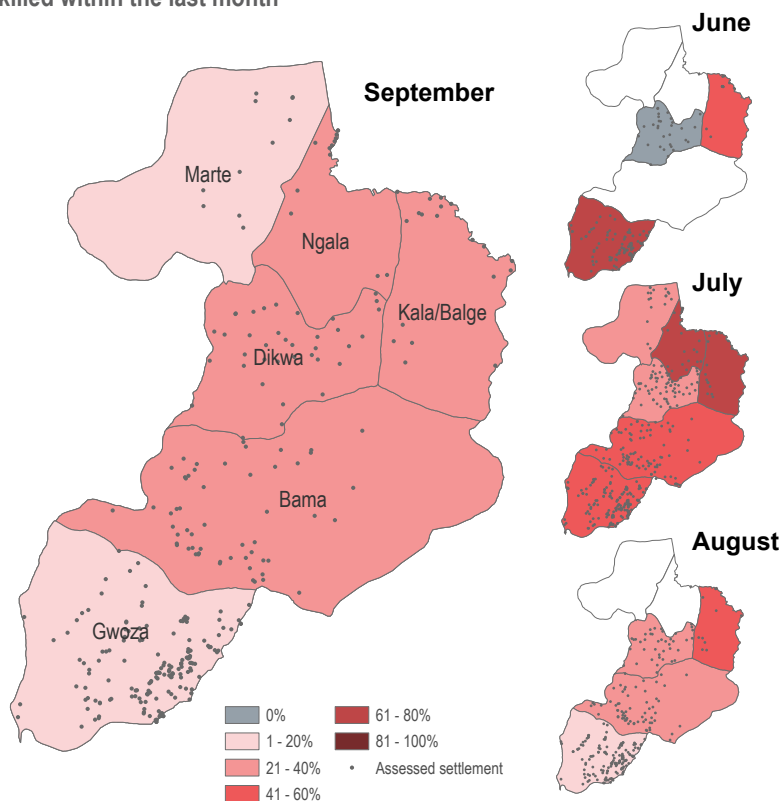 killed within the last month
June
September
Marte
Ngala
Kala/Balge
July
Dikwa
Bama
August
Gwoza
0%
1 - 20%
21 - 40%
41 - 60%
61 - 80%
81 - 100%
Assessed settlement